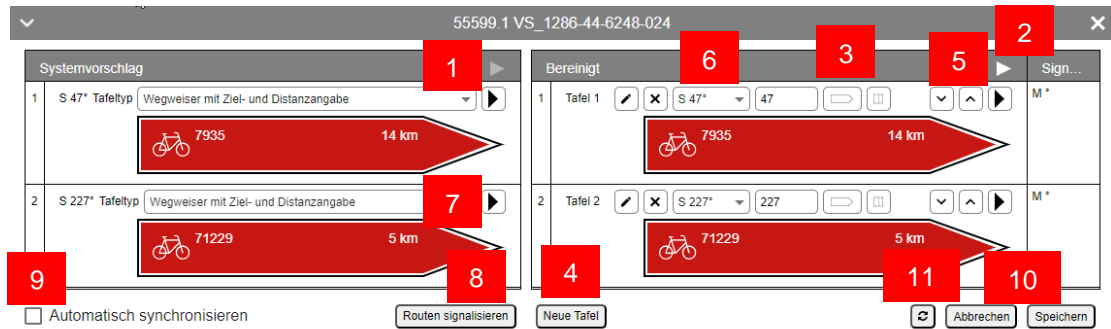 55599.1 VS_1286-44-6248-024
2
Systemvorschlag 1
Bereinigt 6 3 5 Sign...
1 S 47° Tafeltyp Wegweiser mit Ziel- und Distanzangabe
1 Tafel 1 S 47° 47 M °
7935 14 km
7935 14 km
2 S 227° Tafeltyp Wegweiser mit Ziel- und Distanzangabe 7
2 Tafel 2 S 227° 227 M °
71229 5 km
71229 5 km
9 8 4 11 10
Automatisch synchronisieren Routen signalisieren Neue Tafel Abbrechen Speichern